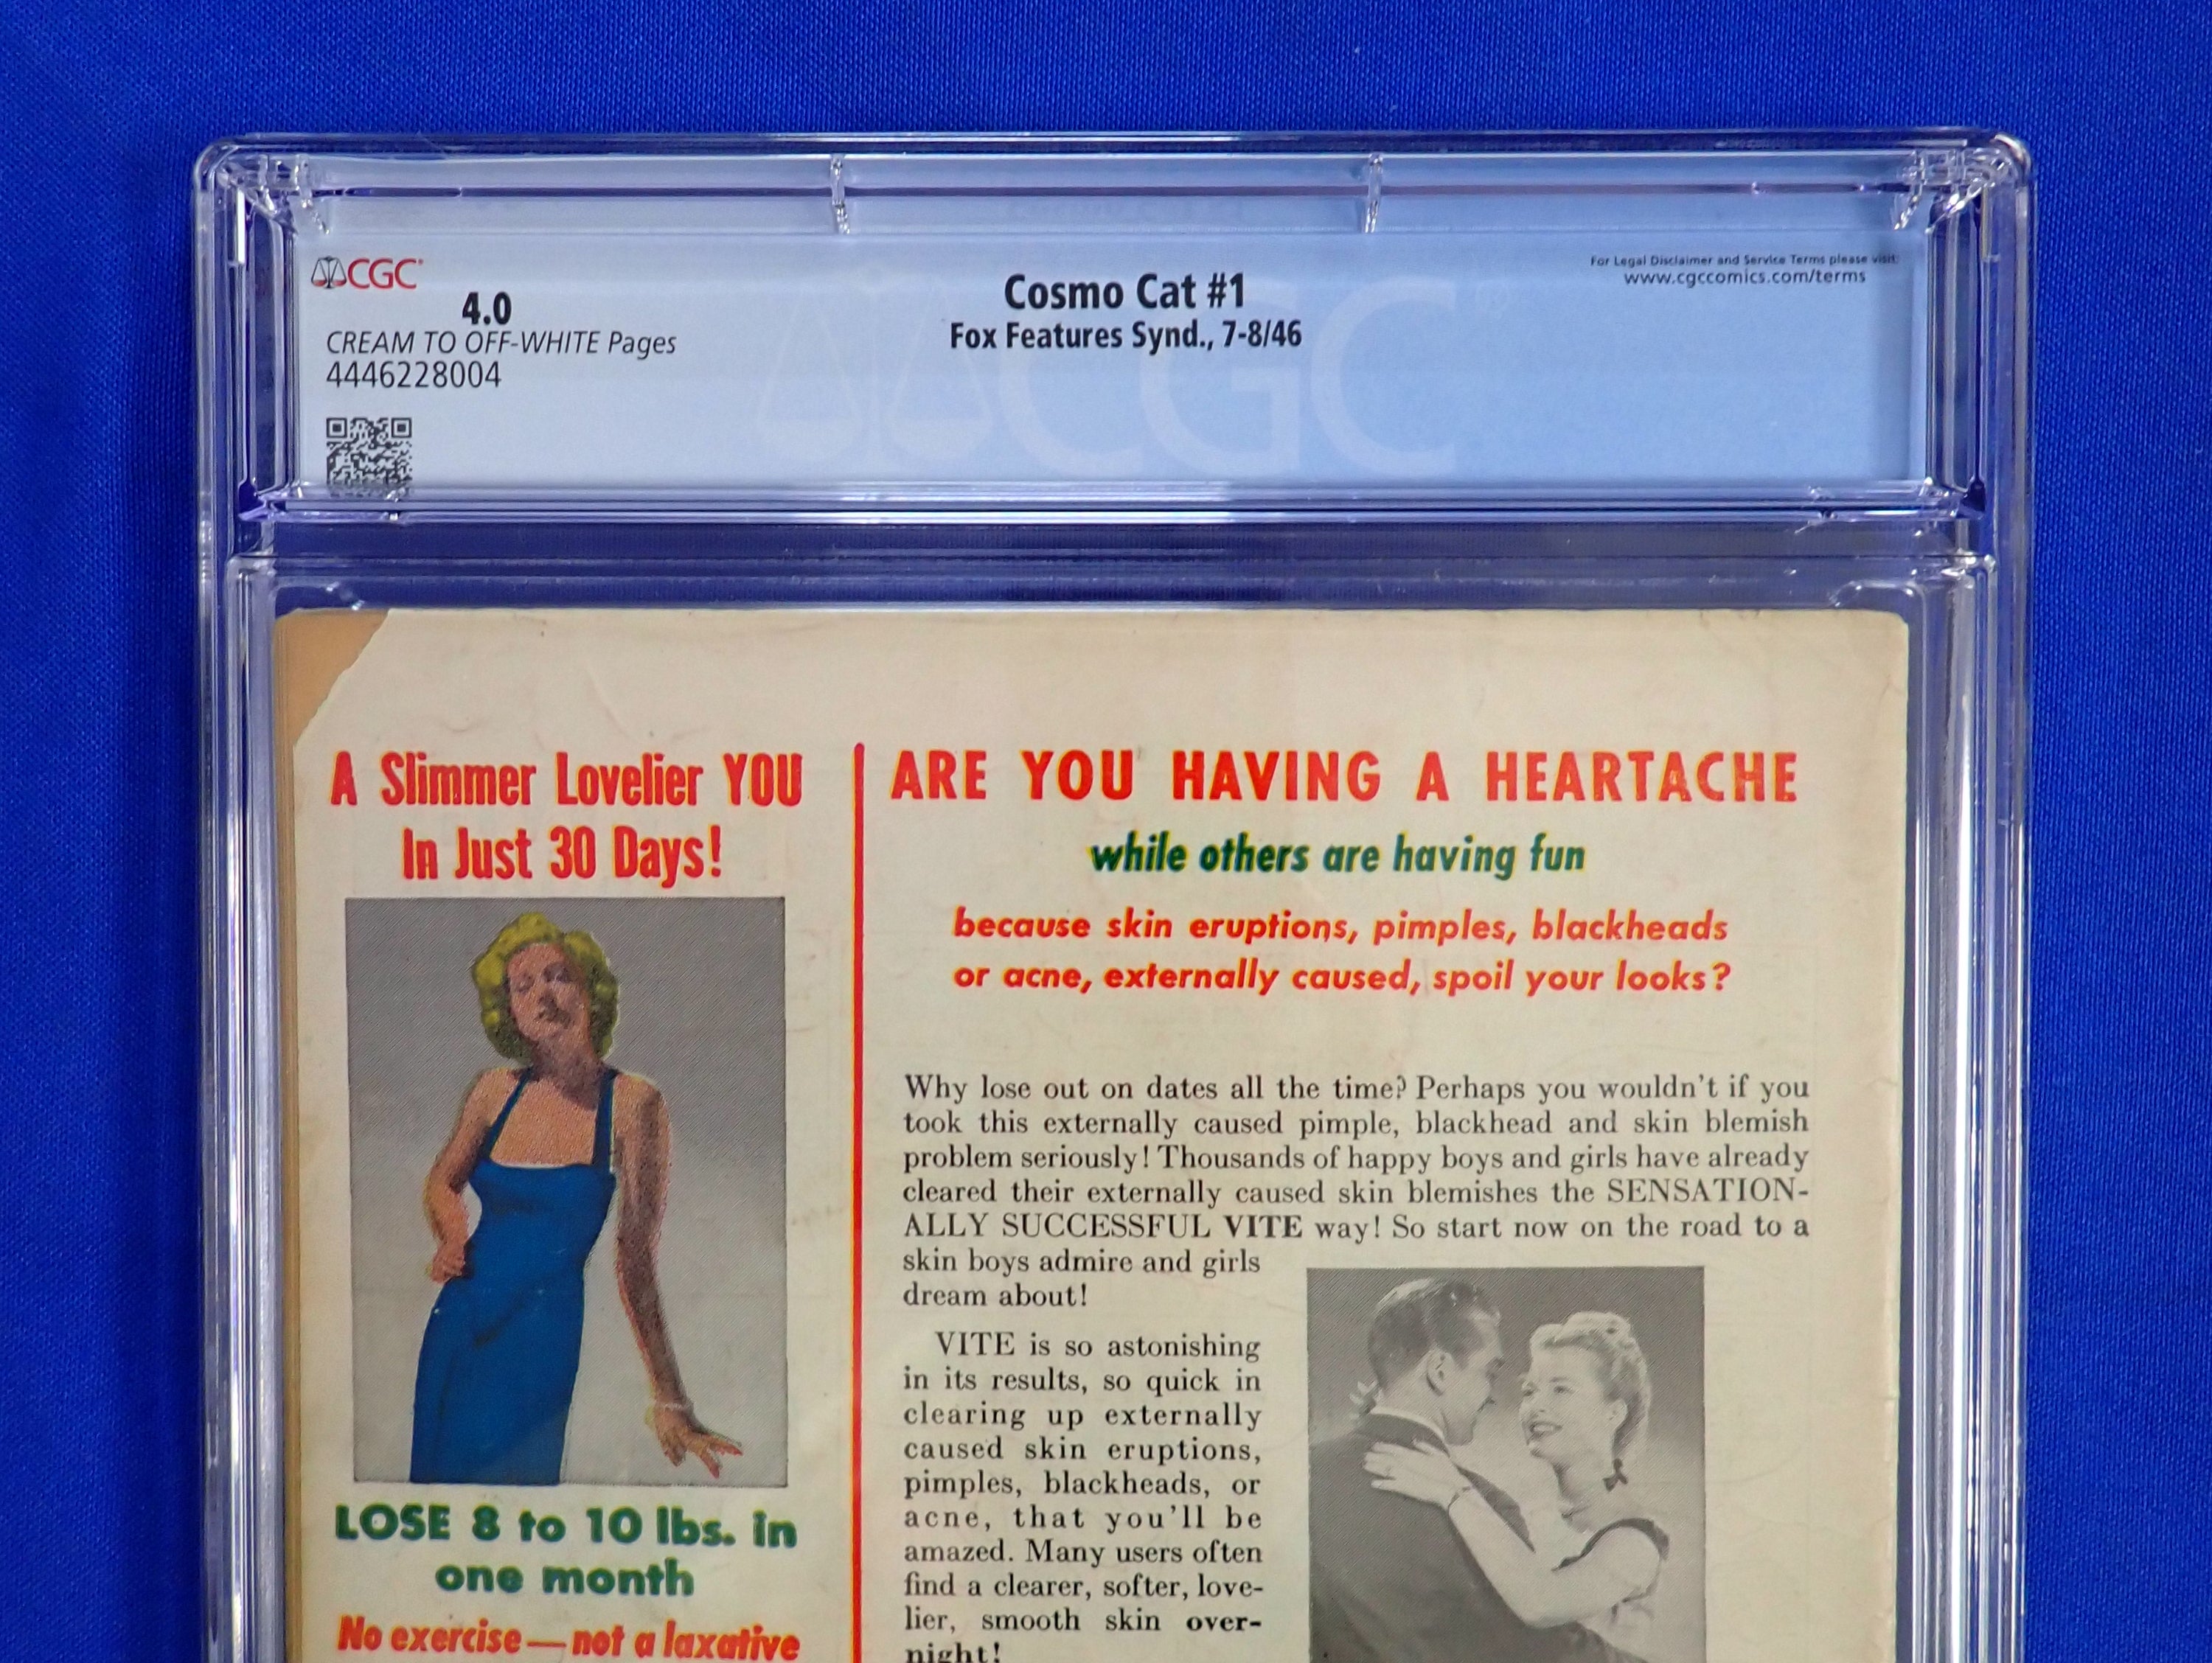 CGC
4.0
CREAM TO OFF-WHITE Pages
4446228004
Cosmo Cat #1
Fox Features Synd., 7-8/46
For Legal Disclaimer and Service Terms please visit:
www.cgccomics.com/terms
CGC
A Slimmer Lovelier YOU
In Just 30 Days!
LOSE 8 to 10 lbs. in
one month
No exercise—not a laxative
ARE YOU HAVING A HEARTACHE
while others are having fun
because skin eruptions, pimples, blackheads
or acne, externally caused, spoil your looks?
Why lose out on dates all the time? Perhaps you wouldn't if you
took this externally caused pimple, blackhead and skin blemish
problem seriously! Thousands of happy boys and girls have already
cleared their externally caused skin blemishes the SENSATION-
ALLY SUCCESSFUL VITE way! So start now on the road to a
skin boys admire and girls
dream about!
VITE is so astonishing
in its results, so quick in
clearing up externally
caused skin eruptions,
pimples, blackheads, or
acne, that you'll be
amazed. Many users often
find a clearer, softer, love-
lier, smooth skin over-
night!